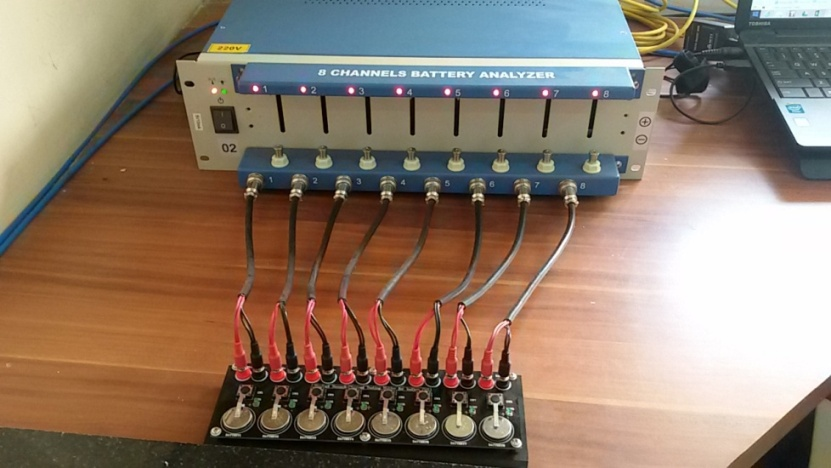 220V
8 CHANNELS BATTERY ANALYZER
1 2 3 4 5 6 7 8
02
1 2 3 4 5 6 7 8
TOSHIBA